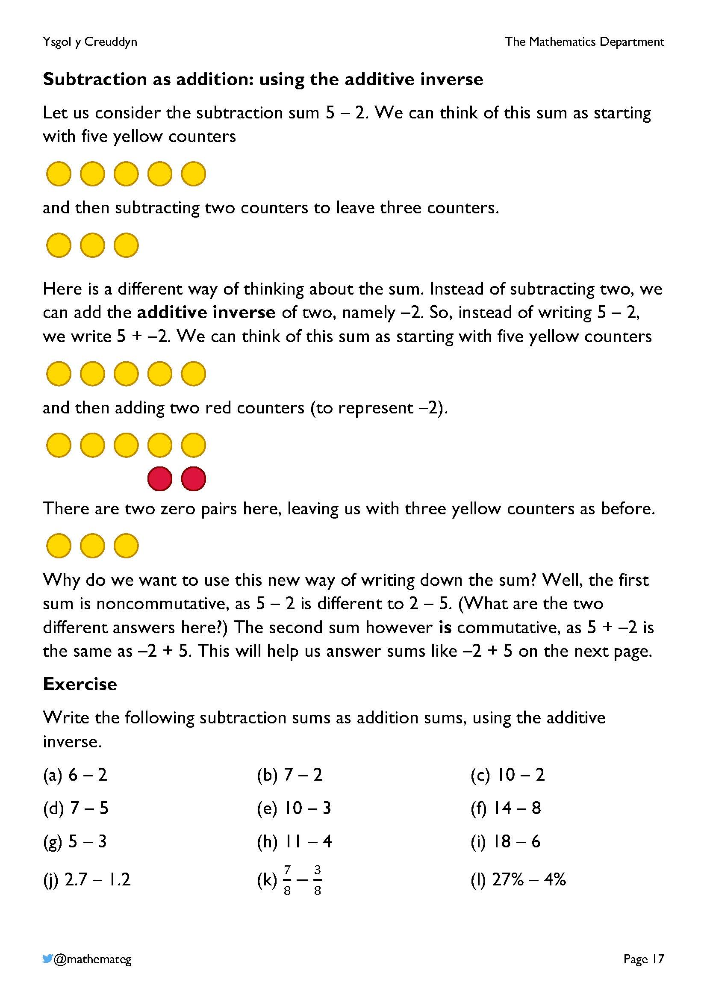 Ysgol y Creuddyn
The Mathematics Department
Subtraction as addition: using the additive inverse
Let us consider the subtraction sum 5 – 2. We can think of this sum as starting
with five yellow counters
and then subtracting two counters to leave three counters.
Here is a different way of thinking about the sum. Instead of subtracting two, we
can add the additive inverse of two, namely –2. So, instead of writing 5 – 2,
we write 5 + –2. We can think of this sum as starting with five yellow counters
and then adding two red counters (to represent –2).
There are two zero pairs here, leaving us with three yellow counters as before.
Why do we want to use this new way of writing down the sum? Well, the first
sum is noncommutative, as 5 – 2 is different to 2 – 5. (What are the two
different answers here?) The second sum however is commutative, as 5 + –2 is
the same as –2 + 5. This will help us answer sums like –2 + 5 on the next page.
Exercise
Write the following subtraction sums as addition sums, using the additive
inverse.
(a) 6 – 2 (b) 7 – 2 (c) 10 – 2
(d) 7 – 5 (e) 10 – 3 (f) 14 – 8
(g) 5 – 3 (h) 11 – 4 (i) 18 – 6
(j) 2.7 – 1.2 (k) 7/8 – 3/8 (l) 27% – 4%
@mathemateg
Page 17